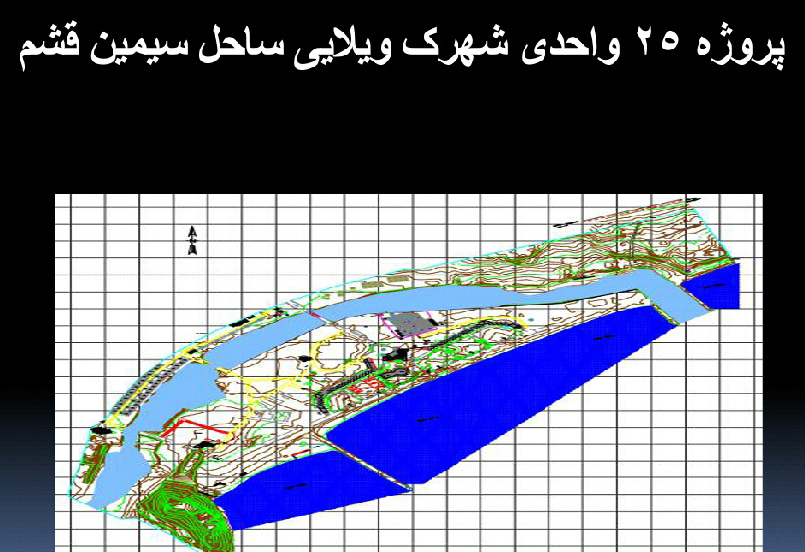 پروژه ۲۵ واحدی شهرک ویلایی ساحل سیمین قشم